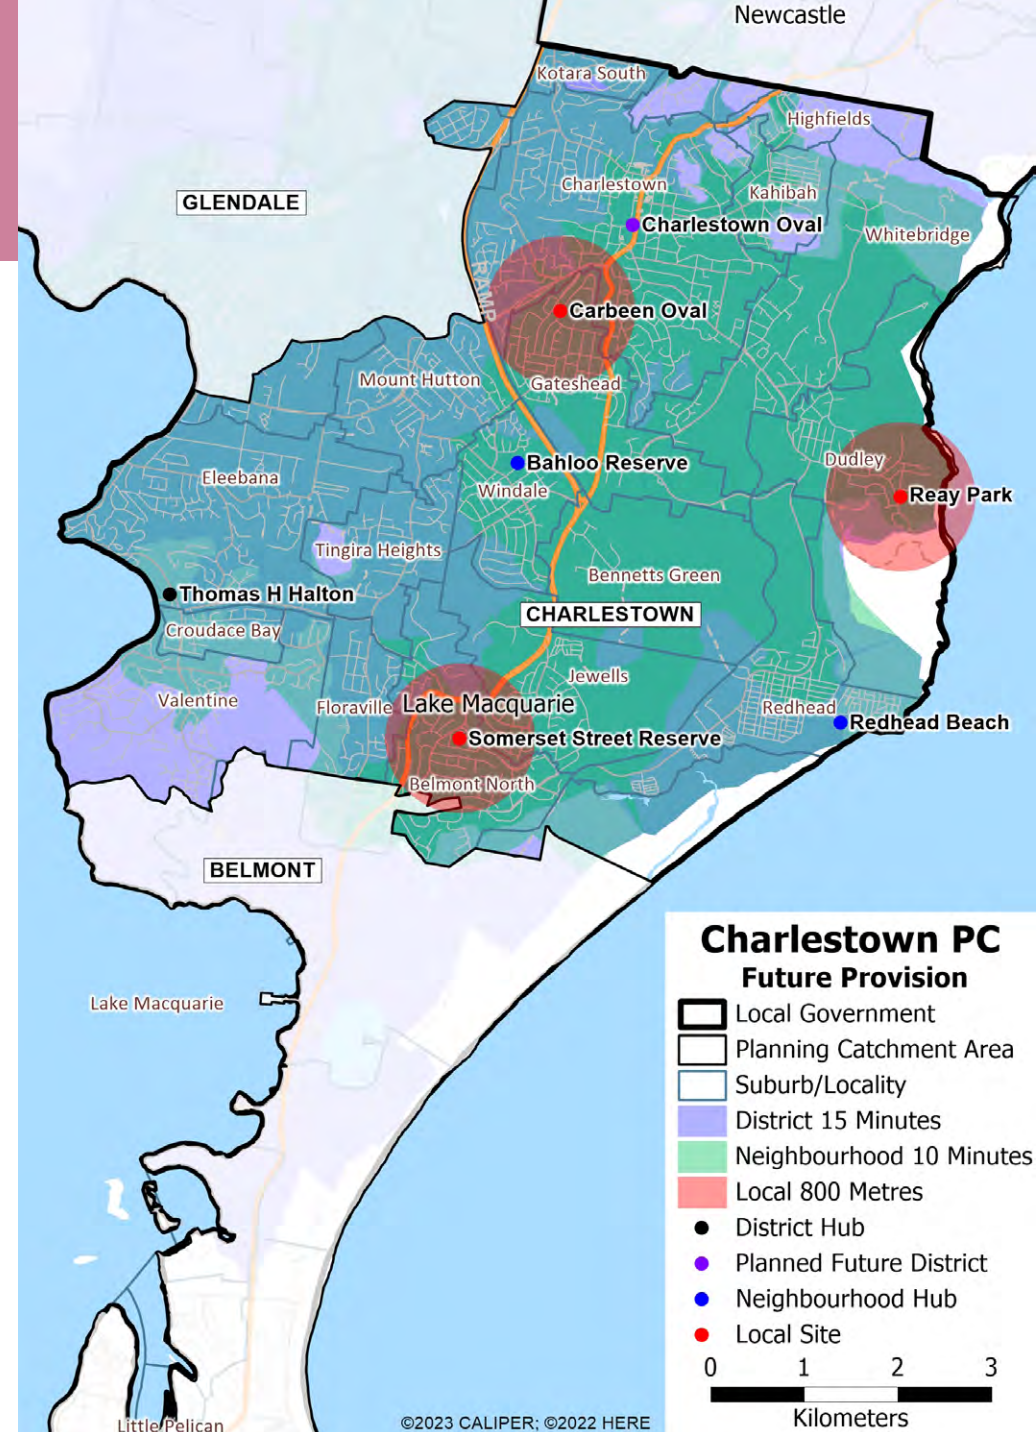 Newcastle
Kotara South
Highfields
Charlestown
Kahibah
GLENDALE
Charlestown Oval
Whitebridge
RAMP
Carbeen Oval
Mount Hutton
Gateshead
Dudley
Bahloo Reserve
Eleebana
Windale
Reay Park
Tingira Heights
Bennetts Green
Thomas H Halton
CHARLESTOWN
Croudace Bay
Jewells
Valentine
Floraville
Lake Macquarie
Redhead
Redhead Beach
Somerset Street Reserve
Belmont North
BELMONT
Lake Macquarie
Little Pelican
Charlestown PC
Future Provision
Local Government
Planning Catchment Area
Suburb/Locality
District 15 Minutes
Neighbourhood 10 Minutes
Local 800 Metres
District Hub
Planned Future District
Neighbourhood Hub
Local Site
0 1 2 3
Kilometers
©2023 CALIPER; ©2022 HERE